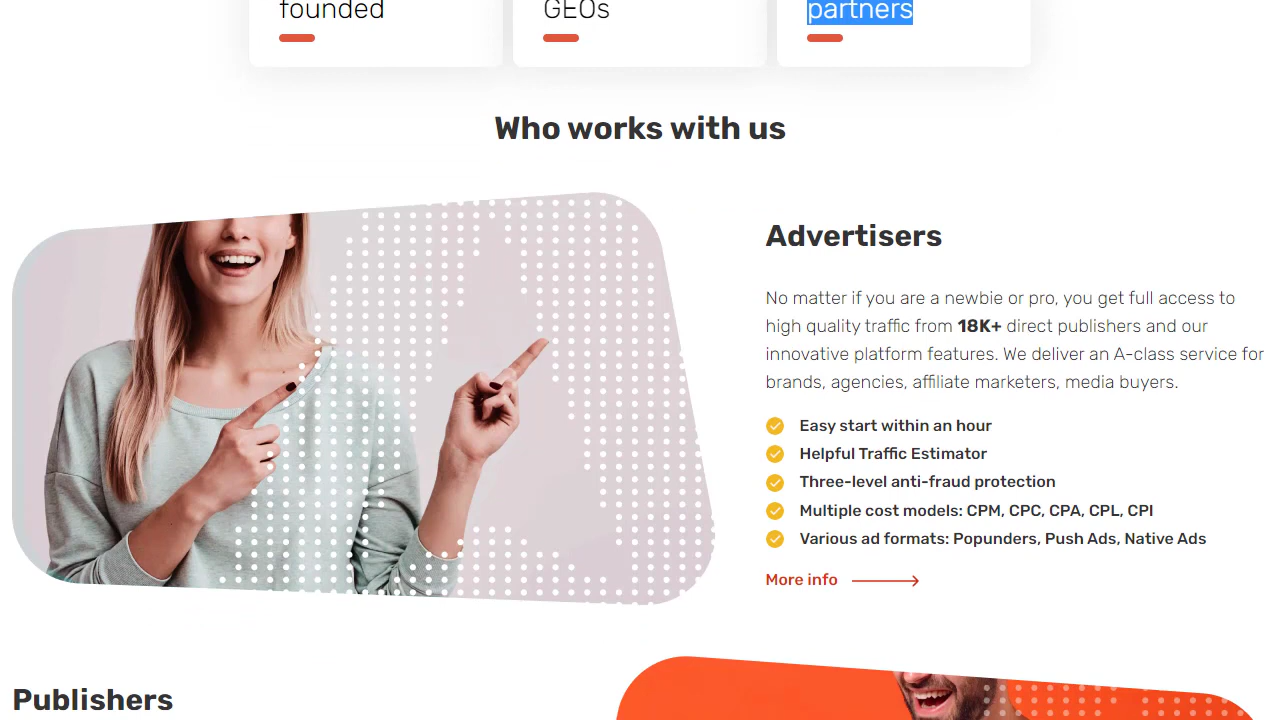 founded
GEOs
partners
Who works with us
Advertisers
No matter if you are a newbie or pro, you get full access to
high quality traffic from 18K+ direct publishers and our
innovative platform features. We deliver an A-class service for
brands, agencies, affiliate marketers, media buyers.
Easy start within an hour
Helpful Traffic Estimator
Three-level anti-fraud protection
Multiple cost models: CPM, CPC, CPA, CPL, CPI
Various ad formats: Popunders, Push Ads, Native Ads
More info
Publishers